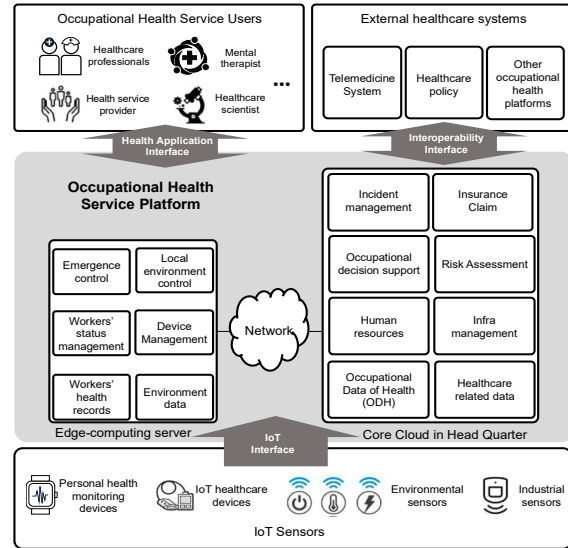 Occupational Health Service Users
Healthcare
professionals
Mental
therapist
Health service
provider
Healthcare
scientist
...
External healthcare systems
Telemedicine
System
Healthcare
policy
Other
occupational
health
platforms
Health Application
Interface
Interoperability
Interface
Occupational Health
Service Platform
Emergence
control
Local
environment
control
Workers'
status
management
Device
Management
Workers'
health
records
Environment
data
Edge-computing server
Network
Incident
management
Insurance
Claim
Occupational
decision support
Risk Assessment
Human
resources
Infra
management
Occupational
Data of Health
(ODH)
Healthcare
related data
Core Cloud in Head Quarter
IoT
Interface
Personal health
monitoring
devices
IoT healthcare
devices
Environmental
sensors
Industrial
sensors
IoT Sensors